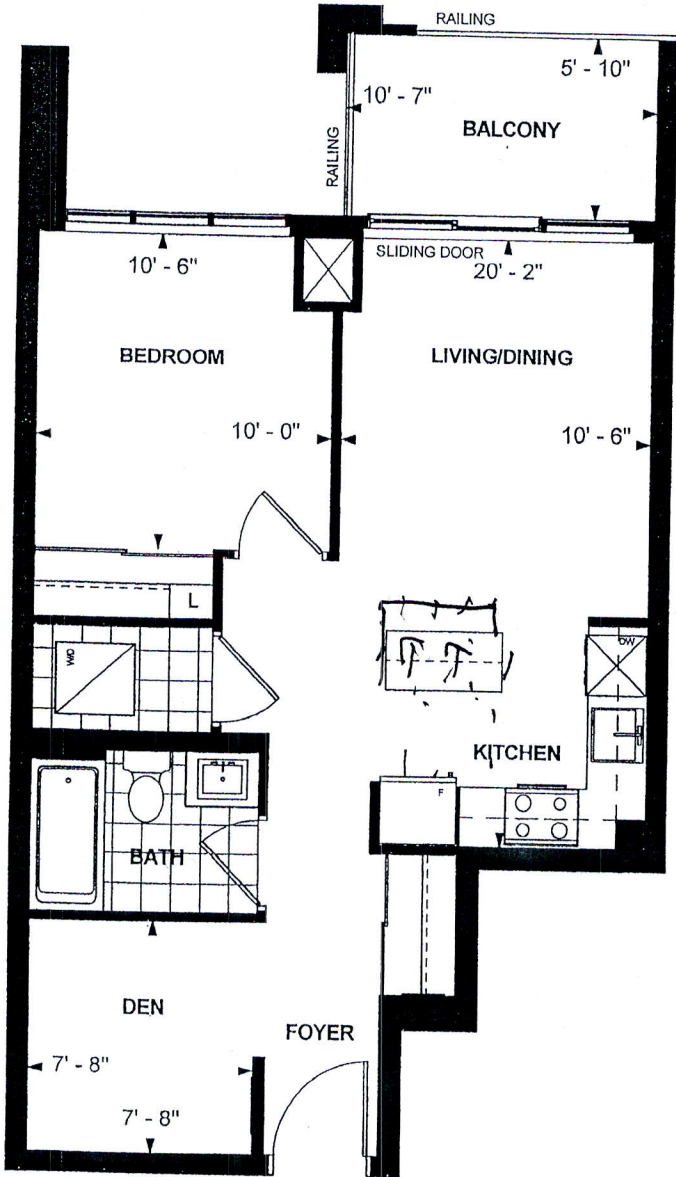 RAILING
5' - 10"
10' - 7"
BALCONY
RAILING
SLIDING DOOR
10' - 6"
20' - 2"
BEDROOM
LIVING/DINING
10' - 0"
10' - 6"
L
W/D
DW
KITCHEN
F
BATH
DEN
FOYER
7' - 8"
7' - 8"